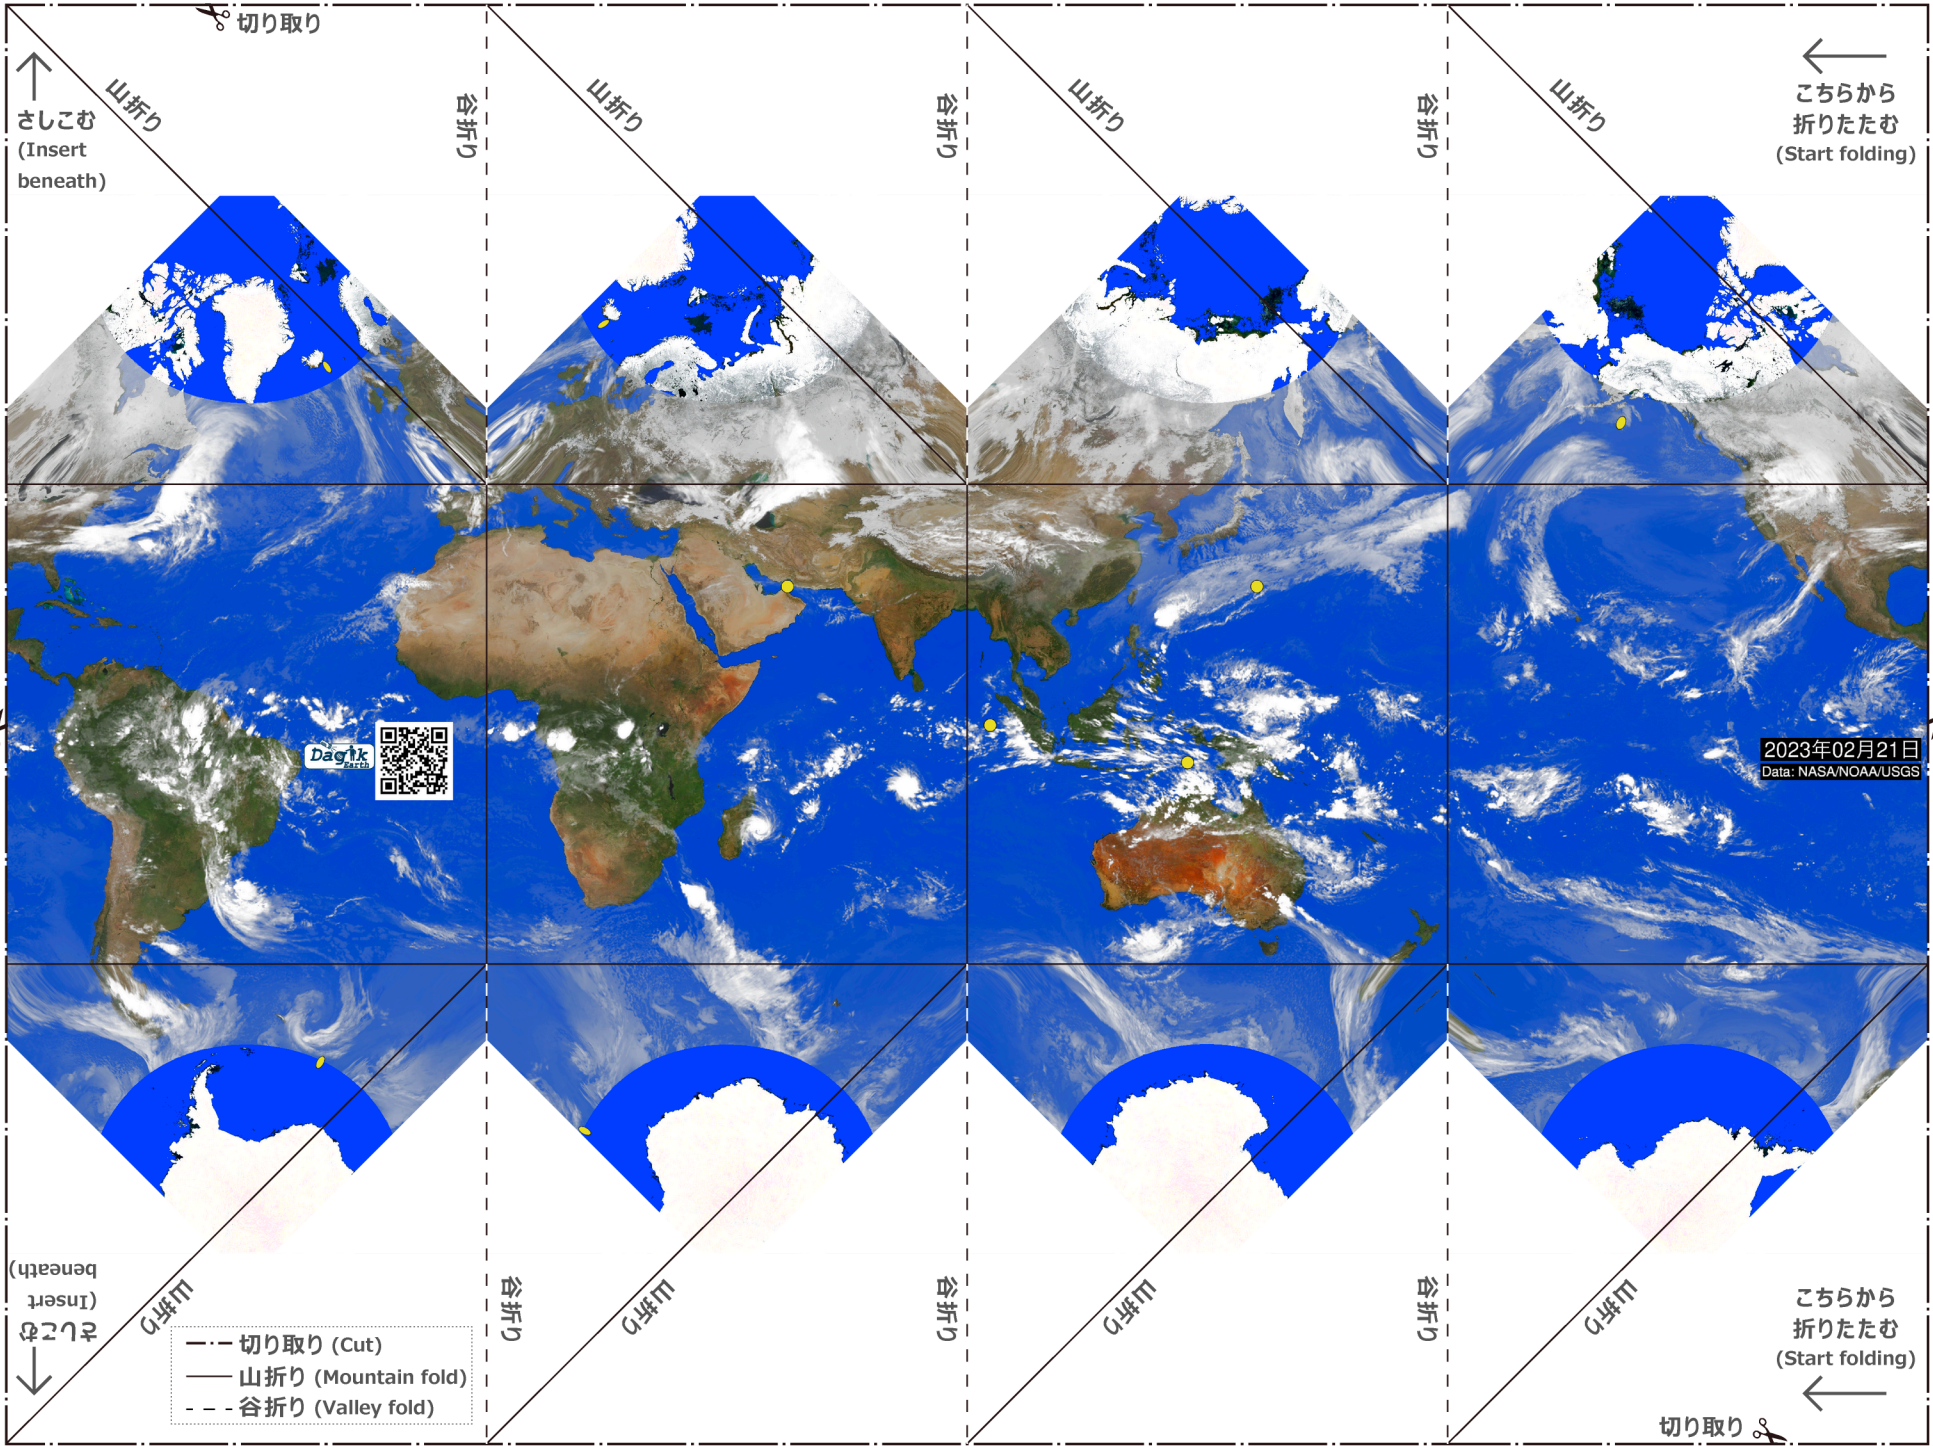 切り取り
山折り
谷折り
山折り
谷折り
山折り
谷折り
山折り
さしこむ
(Insert
beneath)
こちらから
折りたたむ
(Start folding)
Dagik
Earth
2023年02月21日
Data: NASA/NOAA/USGS
さしこむ
(Insert
beneath)
山折り
谷折り
山折り
谷折り
山折り
谷折り
山折り
こちらから
折りたたむ
(Start folding)
切り取り (Cut)
山折り (Mountain fold)
谷折り (Valley fold)
切り取り